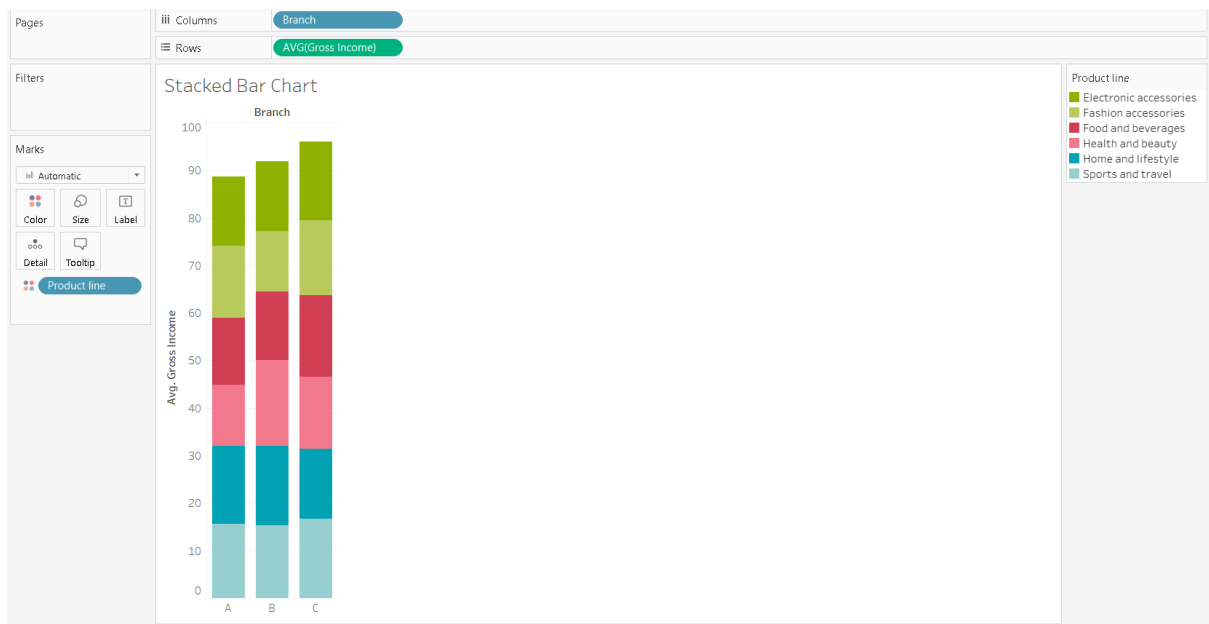 Pages
Columns
Branch
Rows
AVG(Gross Income)
Filters
Marks
Automatic
Color
Size
Label
Detail
Tooltip
Product line
Stacked Bar Chart
Branch
Avg. Gross Income
100
90
80
70
60
50
40
30
20
10
0
A B C
Product line
Electronic accessories
Fashion accessories
Food and beverages
Health and beauty
Home and lifestyle
Sports and travel